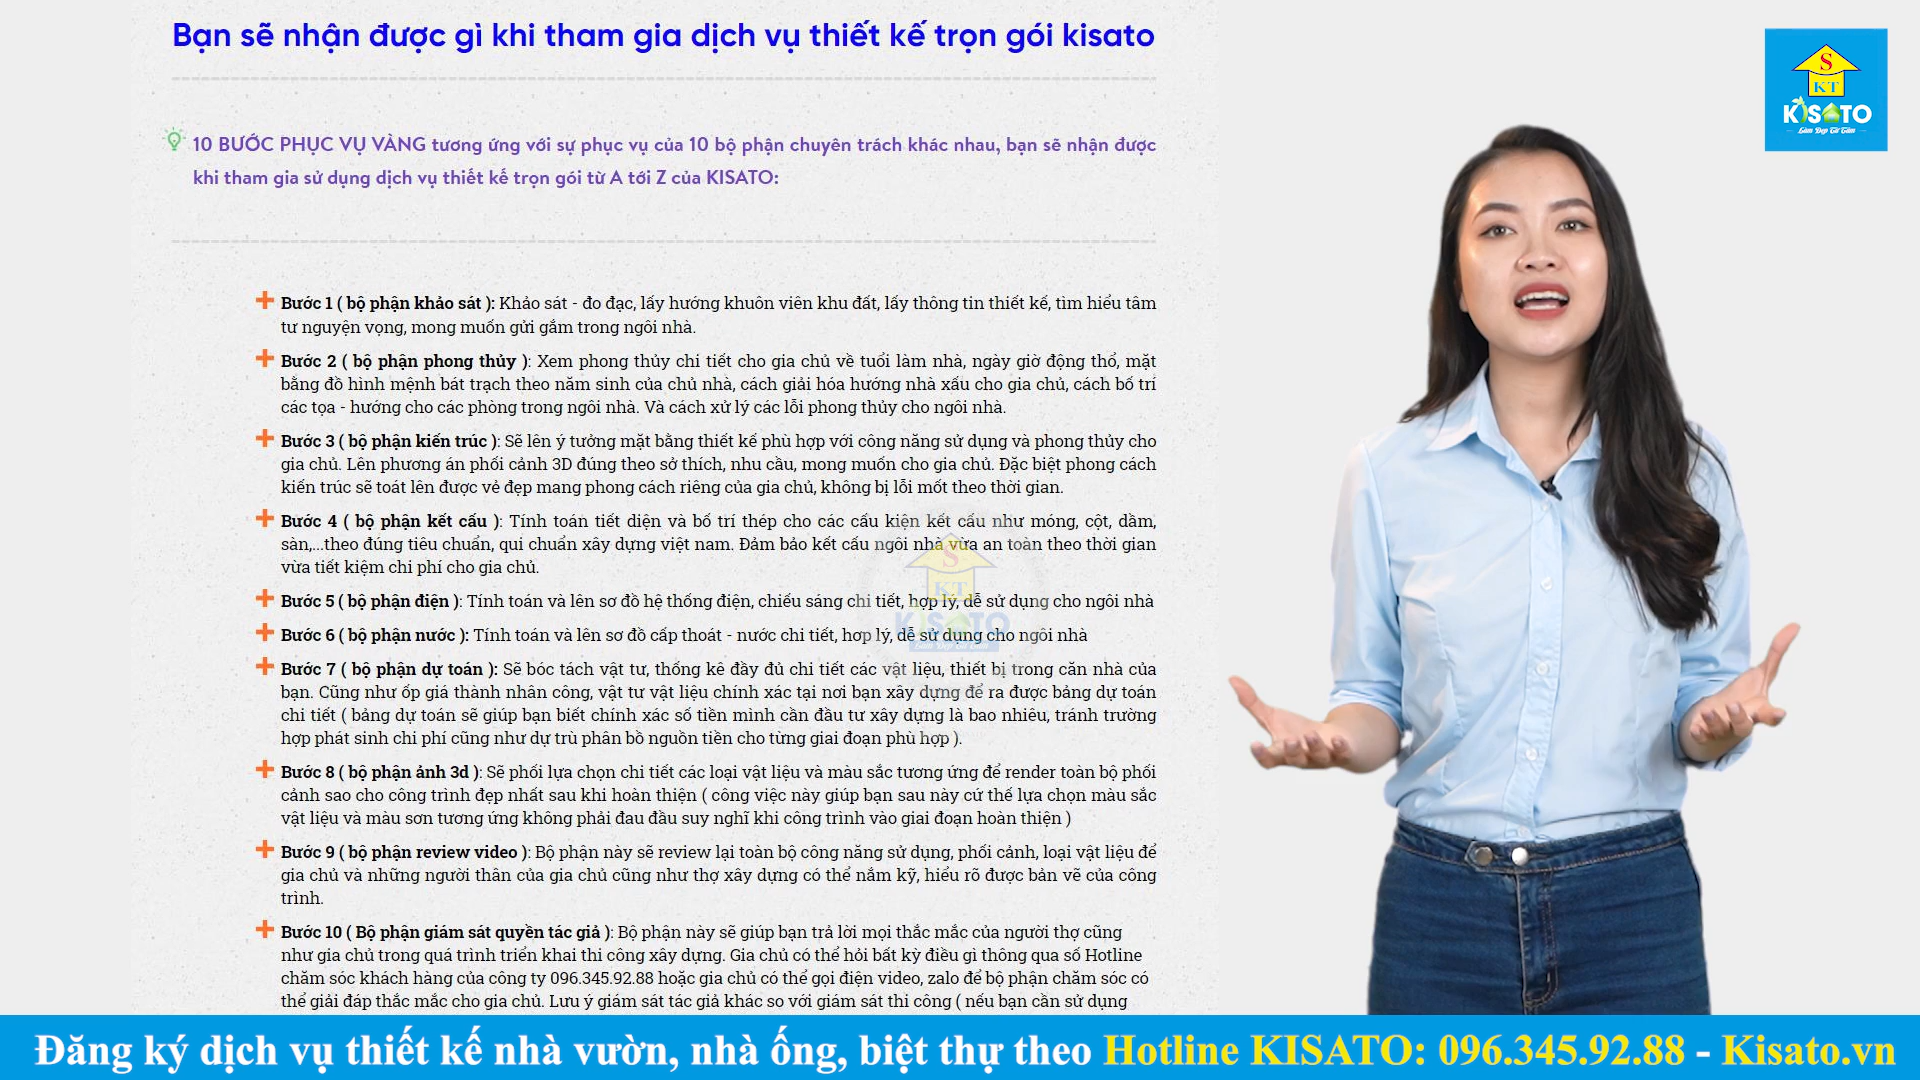 Bạn sẽ nhận được gì khi tham gia dịch vụ thiết kế trọn gói kisato
S
KT
KISATO
Làm Đẹp Từ Tâm
10 BƯỚC PHỤC VỤ VÀNG tương ứng với sự phục vụ của 10 bộ phận chuyên trách khác nhau, bạn sẽ nhận được
khi tham gia sử dụng dịch vụ thiết kế trọn gói từ A tới Z của KISATO:
Bước 1 ( bộ phận khảo sát ): Khảo sát - đo đạc, lấy hướng khuôn viên khu đất, lấy thông tin thiết kế, tìm hiểu tâm
tư nguyện vọng, mong muốn gửi gắm trong ngôi nhà.
Bước 2 ( bộ phận phong thủy ): Xem phong thủy chi tiết cho gia chủ về tuổi làm nhà, ngày giờ động thổ, mặt
bằng đồ hình mệnh bát trạch theo năm sinh của chủ nhà, cách giải hóa hướng nhà xấu cho gia chủ, cách bố trí
các tọa - hướng cho các phòng trong ngôi nhà. Và cách xử lý các lỗi phong thủy cho ngôi nhà.
Bước 3 ( bộ phận kiến trúc ): Sẽ lên ý tưởng mặt bằng thiết kế phù hợp với công năng sử dụng và phong thủy cho
gia chủ. Lên phương án phối cảnh 3D đúng theo sở thích, nhu cầu, mong muốn cho gia chủ. Đặc biệt phong cách
kiến trúc sẽ toát lên được vẻ đẹp mang phong cách riêng của gia chủ, không bị lỗi mốt theo thời gian.
Bước 4 ( bộ phận kết cấu ): Tính toán tiết diện và bố trí thép cho các cấu kiện kết cấu như móng, cột, dầm,
sàn,...theo đúng tiêu chuẩn, qui chuẩn xây dựng việt nam. Đảm bảo kết cấu ngôi nhà vừa an toàn theo thời gian
vừa tiết kiệm chi phí cho gia chủ.
Bước 5 ( bộ phận điện ): Tính toán và lên sơ đồ hệ thống điện, chiếu sáng chi tiết, hợp lý, dễ sử dụng cho ngôi nhà
Bước 6 ( bộ phận nước ): Tính toán và lên sơ đồ cấp thoát - nước chi tiết, hợp lý, dễ sử dụng cho ngôi nhà
Bước 7 ( bộ phận dự toán ): Sẽ bóc tách vật tư, thống kê đầy đủ chi tiết các vật liệu, thiết bị trong căn nhà của
bạn. Cũng như ốp giá thành nhân công, vật tư vật liệu chính xác tại nơi bạn xây dựng để ra được bảng dự toán
chi tiết ( bảng dự toán sẽ giúp bạn biết chính xác số tiền mình cần đầu tư xây dựng là bao nhiêu, tránh trường
hợp phát sinh chi phí cũng như dự trù phân bổ nguồn tiền cho từng giai đoạn phù hợp ).
Bước 8 ( bộ phận ảnh 3d ): Sẽ phối lựa chọn chi tiết các loại vật liệu và màu sắc tương ứng để render toàn bộ phối
cảnh sao cho công trình đẹp nhất sau khi hoàn thiện ( công việc này giúp bạn sau này cứ thế lựa chọn màu sắc
vật liệu và màu sơn tương ứng không phải đau đầu suy nghĩ khi công trình vào giai đoạn hoàn thiện )
Bước 9 ( bộ phận review video ): Bộ phận này sẽ review lại toàn bộ công năng sử dụng, phối cảnh, loại vật liệu để
gia chủ và những người thân của gia chủ cũng như thợ xây dựng có thể nắm kỹ, hiểu rõ được bản vẽ của công
trình.
Bước 10 ( Bộ phận giám sát quyền tác giả ): Bộ phận này sẽ giúp bạn trả lời mọi thắc mắc của người thợ cũng
như gia chủ trong quá trình triển khai thi công xây dựng. Gia chủ có thể hỏi bất kỳ điều gì thông qua số Hotline
chăm sóc khách hàng của công ty 096.345.92.88 hoặc gia chủ có thể gọi điện video, zalo để bộ phận chăm sóc có
thể giải đáp thắc mắc cho gia chủ. Lưu ý giám sát tác giả khác so với giám sát thi công ( nếu bạn cần sử dụng
S
KT
KISATO
Làm Đẹp Từ Tâm
Đăng ký dịch vụ thiết kế nhà vườn, nhà ống, biệt thự theo Hotline KISATO: 096.345.92.88 - Kisato.vn